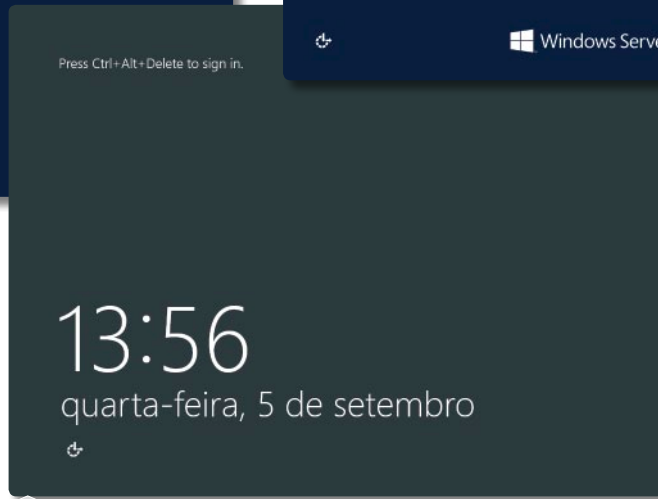 Windows Serve
Press Ctrl+Alt+Delete to sign in.
13:56
quarta-feira, 5 de setembro